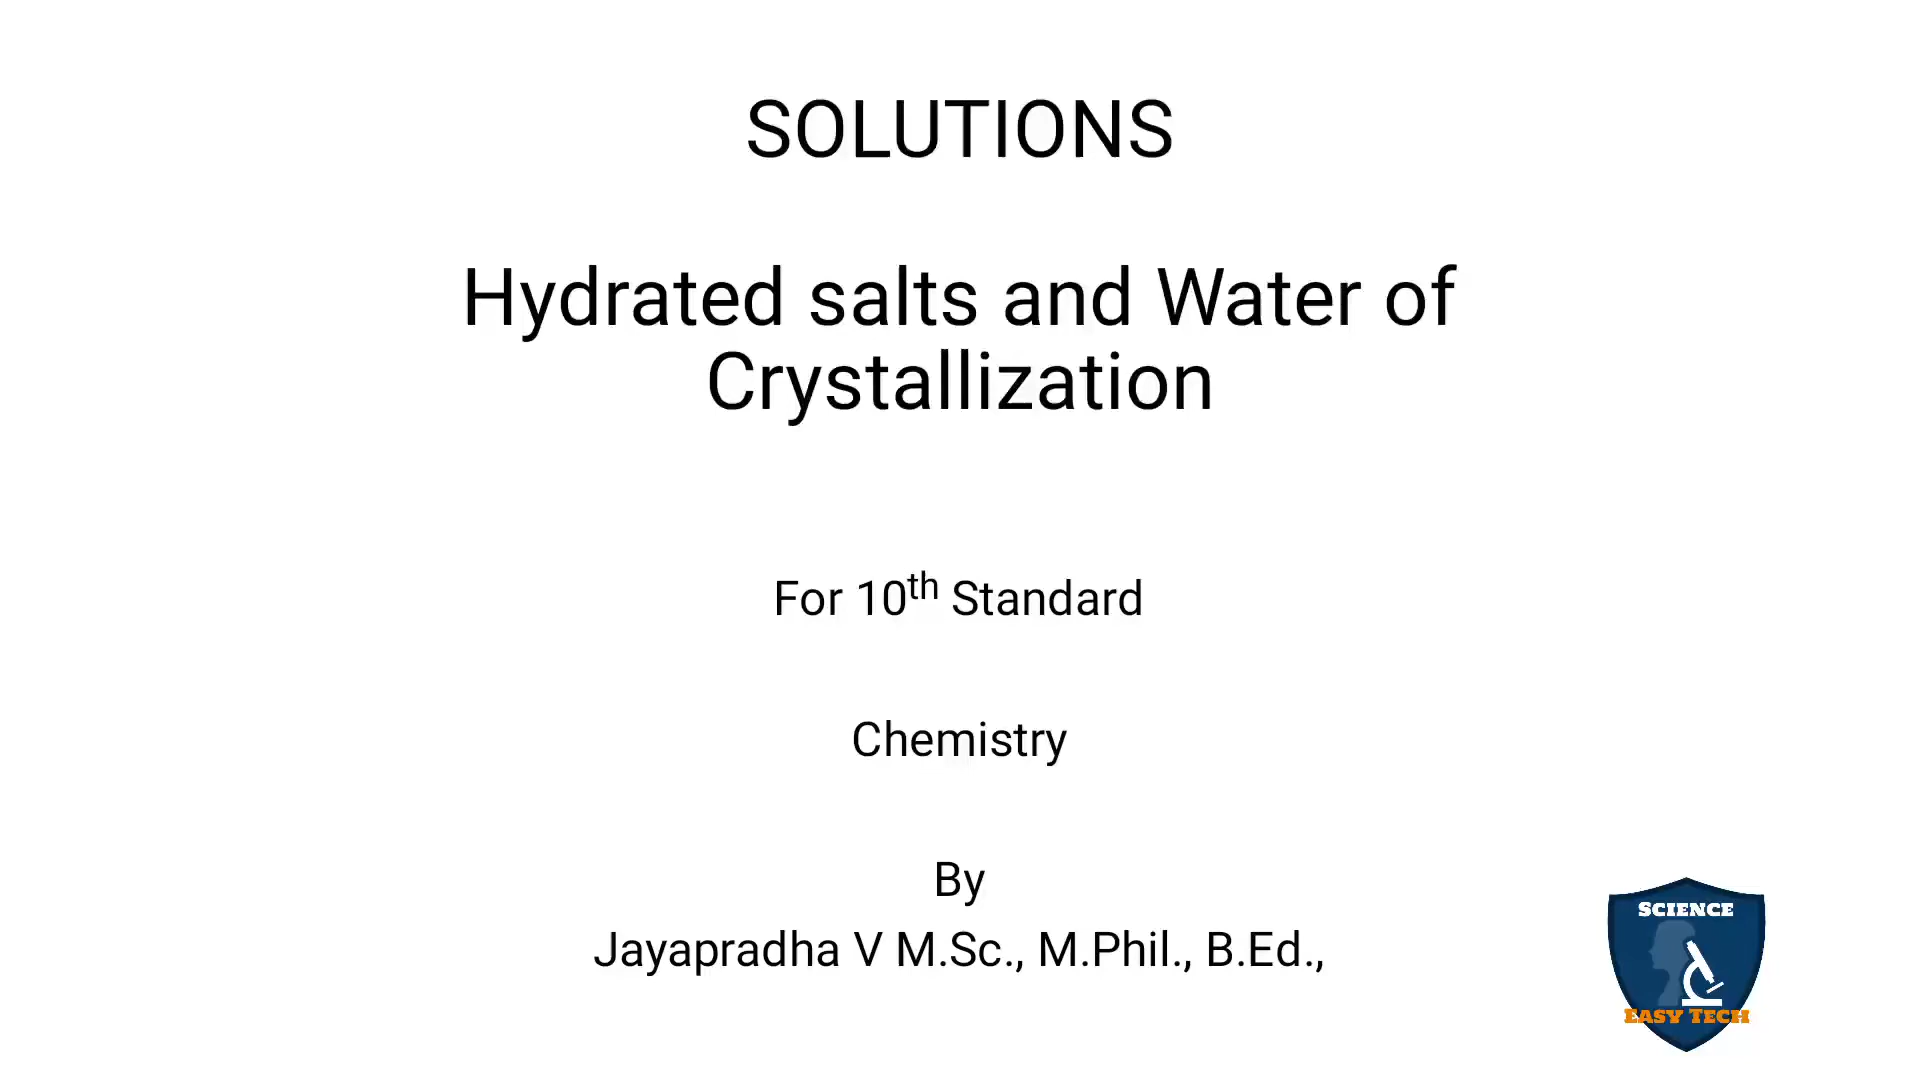 SOLUTIONS
Hydrated salts and Water of
Crystallization
For 10th Standard
Chemistry
By
Jayapradha V M.Sc., M.Phil., B.Ed.,
SCIENCE
EASY TECH